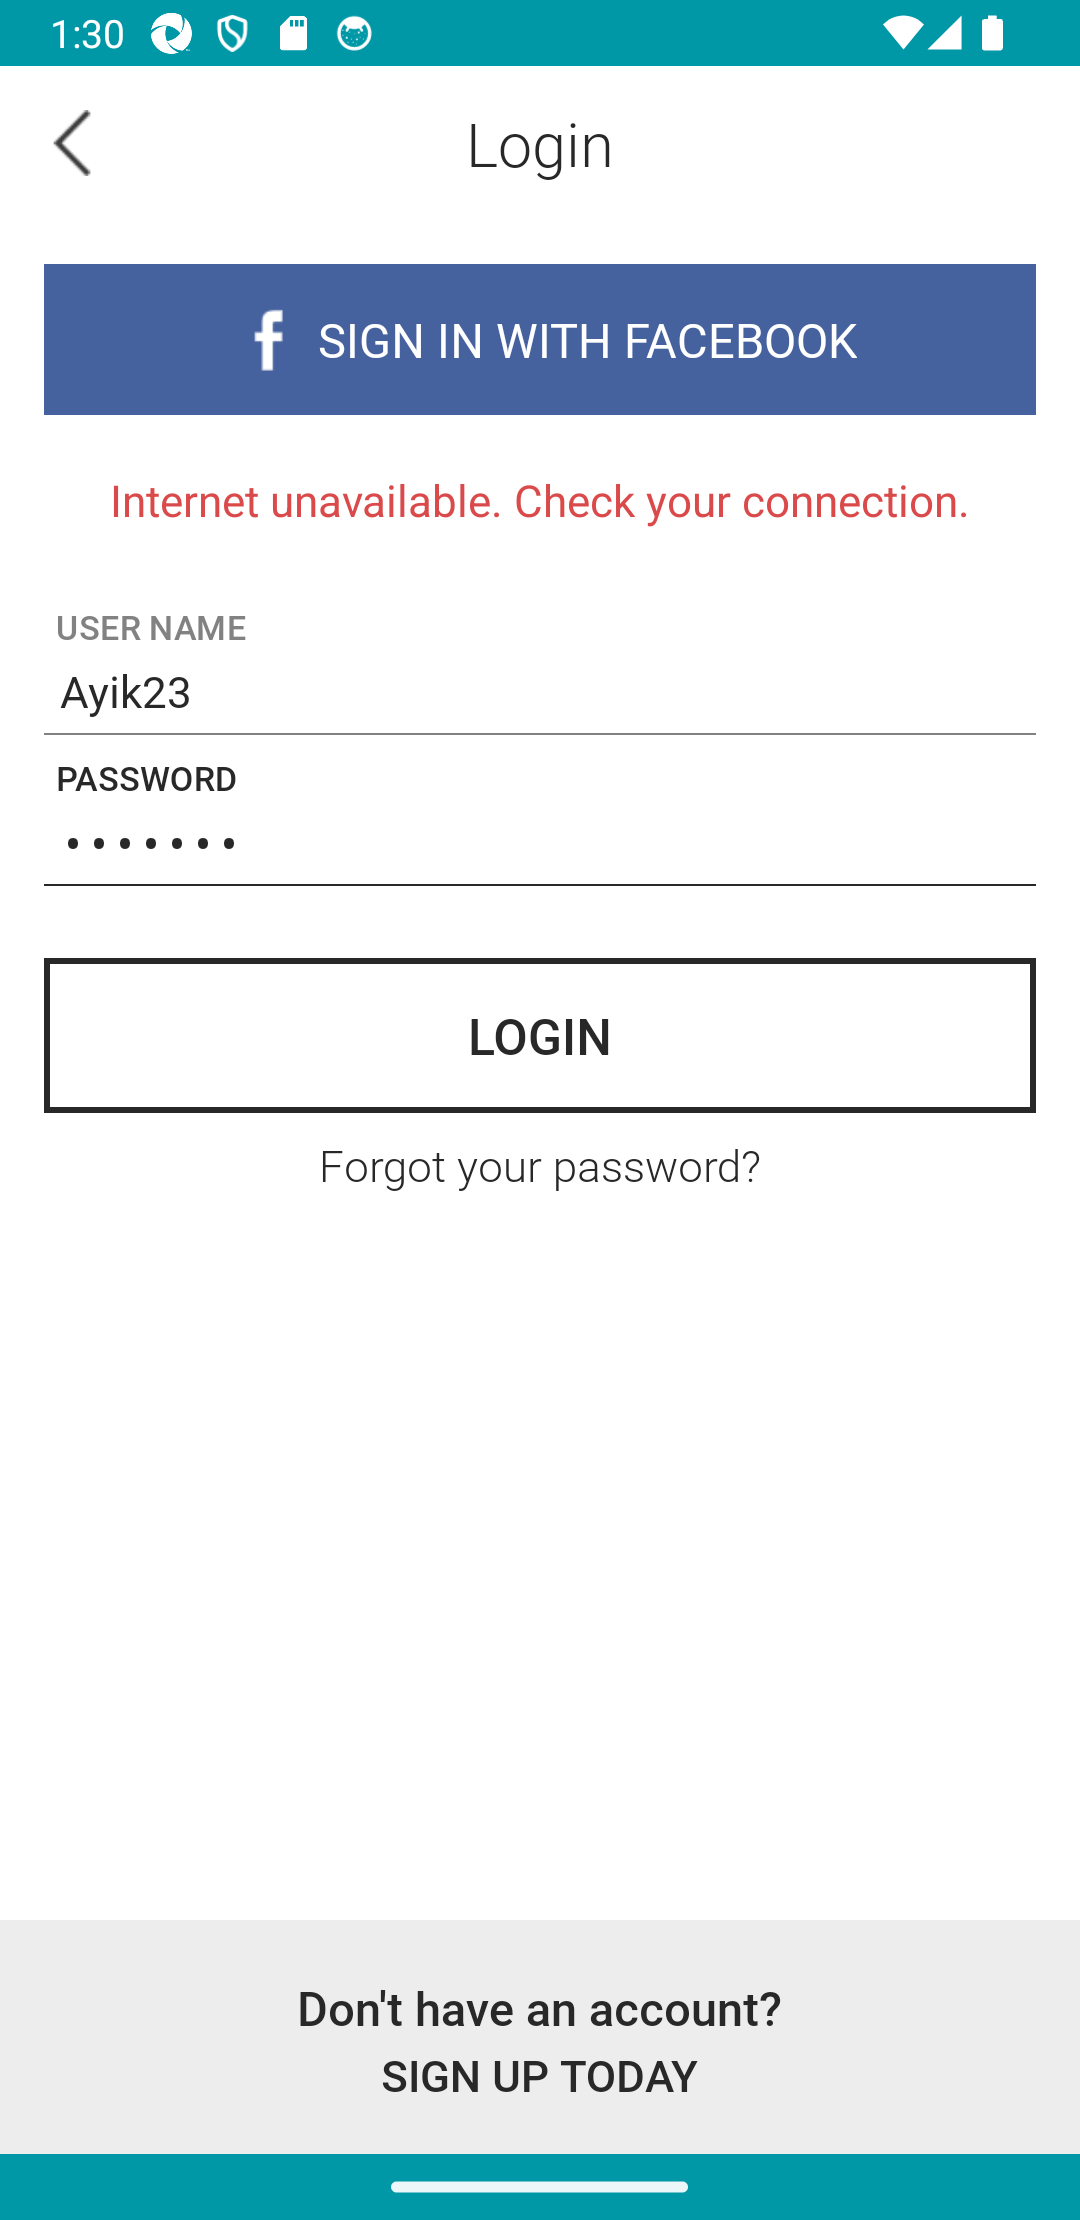 1:30
Login
SIGN IN WITH FACEBOOK
Internet unavailable. Check your connection.
USER NAME
Ayik23
PASSWORD
•••••••
LOGIN
Forgot your password?
Don't have an account?
SIGN UP TODAY